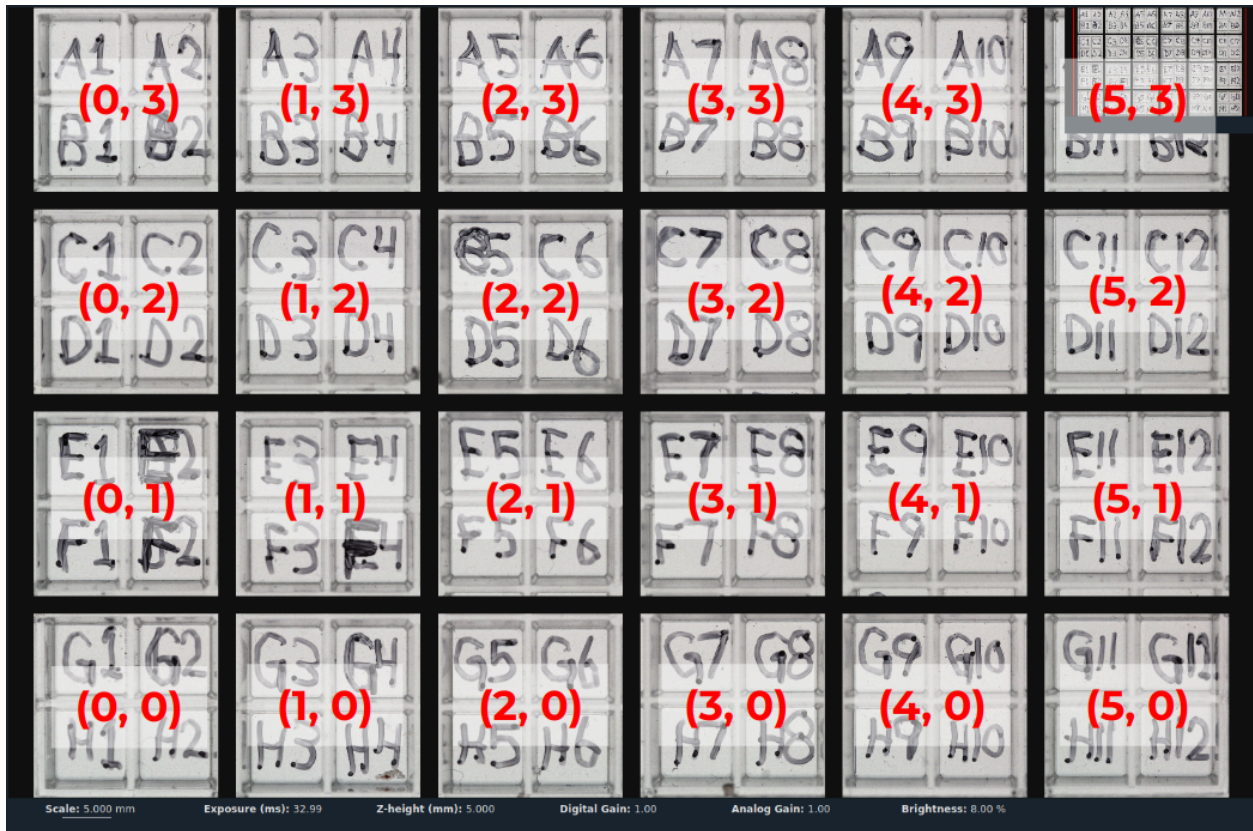 A1 A2 A3 A4 A5 A6 A7 A8 A9 A10
(0, 3) (1, 3) (2, 3) (3, 3) (4, 3) (5, 3)
B1 B2 B3 B4 B5 B6 B7 B8 B9 B10 B11 B12
C1 C2 C3 C4 C5 C6 C7 C8 C9 C10 C11 C12
(0, 2) (1, 2) (2, 2) (3, 2) (4, 2) (5, 2)
D1 D2 D3 D4 D5 D6 D7 D8 D9 D10 D11 D12
E1 E2 E3 E4 E5 E6 E7 E8 E9 E10 E11 E12
(0, 1) (1, 1) (2, 1) (3, 1) (4, 1) (5, 1)
F1 F2 F3 F4 F5 F6 F7 F8 F9 F10 F11 F12
G1 G2 G3 G4 G5 G6 G7 G8 G9 G10 G11 G12
(0, 0) (1, 0) (2, 0) (3, 0) (4, 0) (5, 0)
H1 H2 H3 H4 H5 H6 H7 H8 H9 H10 H11 H12
Scale: 5.000 mm Exposure (ms): 32.99 Z-height (mm): 5.000 Digital Gain: 1.00 Analog Gain: 1.00 Brightness: 8.00 %